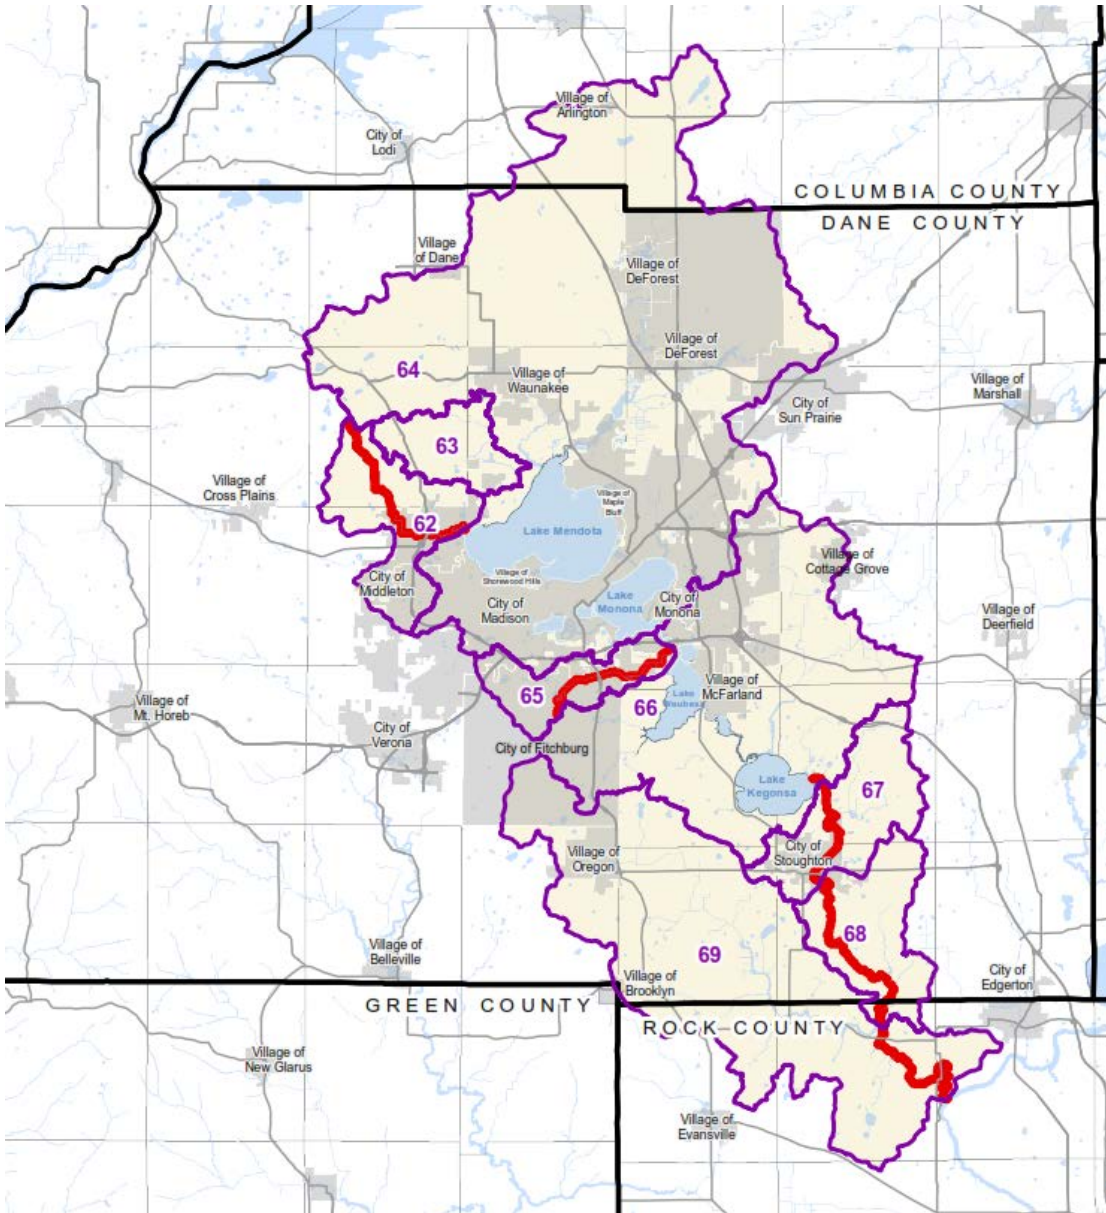 Village of
Arlington
City of
Lodi
COLUMBIA COUNTY
DANE COUNTY
Village
of Dane
Village of
DeForest
Village of
DeForest
64
Village of
Waunakee
Village of
Marshall
City of
Sun Prairie
63
Village of
Cross Plains
Village of
Maple
Bluff
62
Lake Mendota
Village of
Cottage Grove
City of
Middleton
Village of
Shorewood Hills
City of
Madison
Lake
Monona
City of
Monona
Village of
Deerfield
65
66
Village of
McFarland
Lake
Waubesa
Village of
Mt. Horeb
City of
Verona
City of Fitchburg
Lake
Kegonsa
67
City of
Stoughton
Village of
Oregon
68
69
Village of
Belleville
Village of
Brooklyn
City of
Edgerton
GREEN COUNTY
ROCK COUNTY
Village of
New Glarus
Village of
Evansville